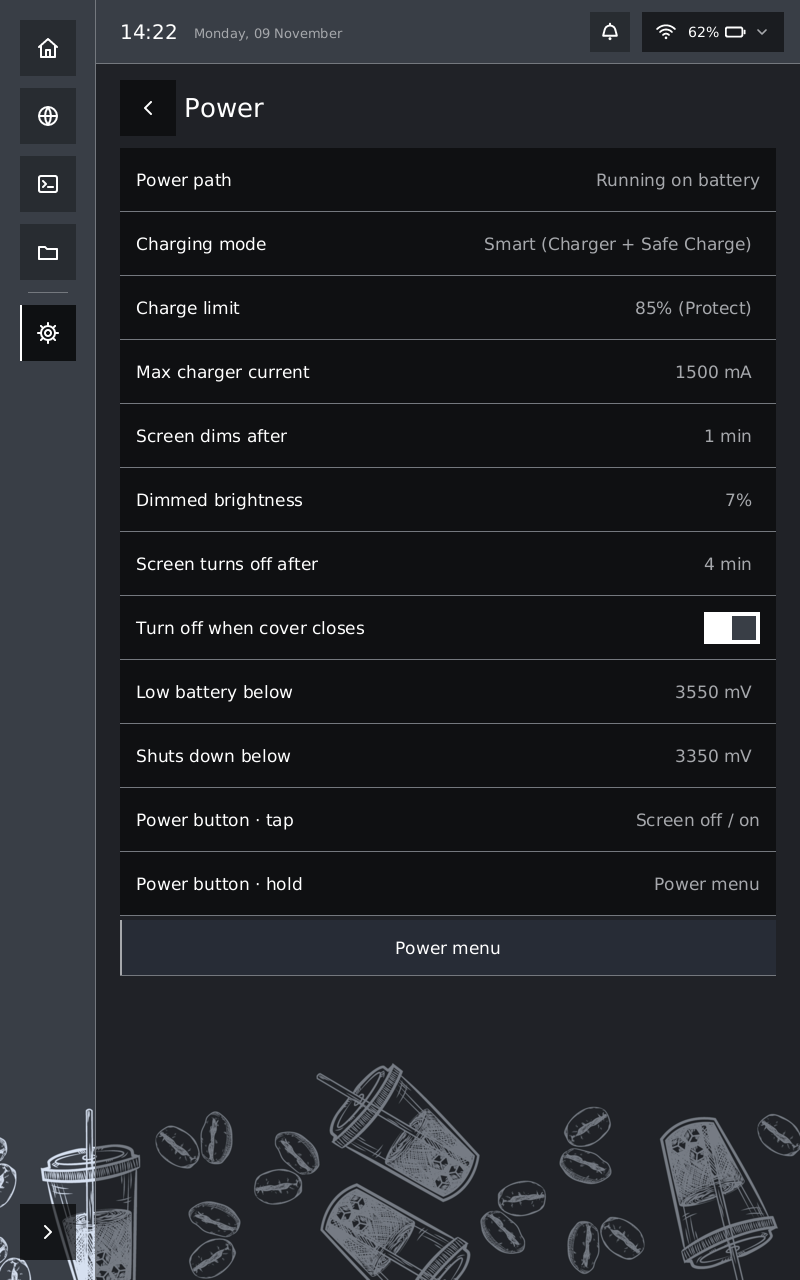 14:22 Monday, 09 November 62%
Power
Power path Running on battery
Charging mode Smart (Charger + Safe Charge)
Charge limit 85% (Protect)
Max charger current 1500 mA
Screen dims after 1 min
Dimmed brightness 7%
Screen turns off after 4 min
Turn off when cover closes
Low battery below 3550 mV
Shuts down below 3350 mV
Power button · tap Screen off / on
Power button · hold Power menu
Power menu